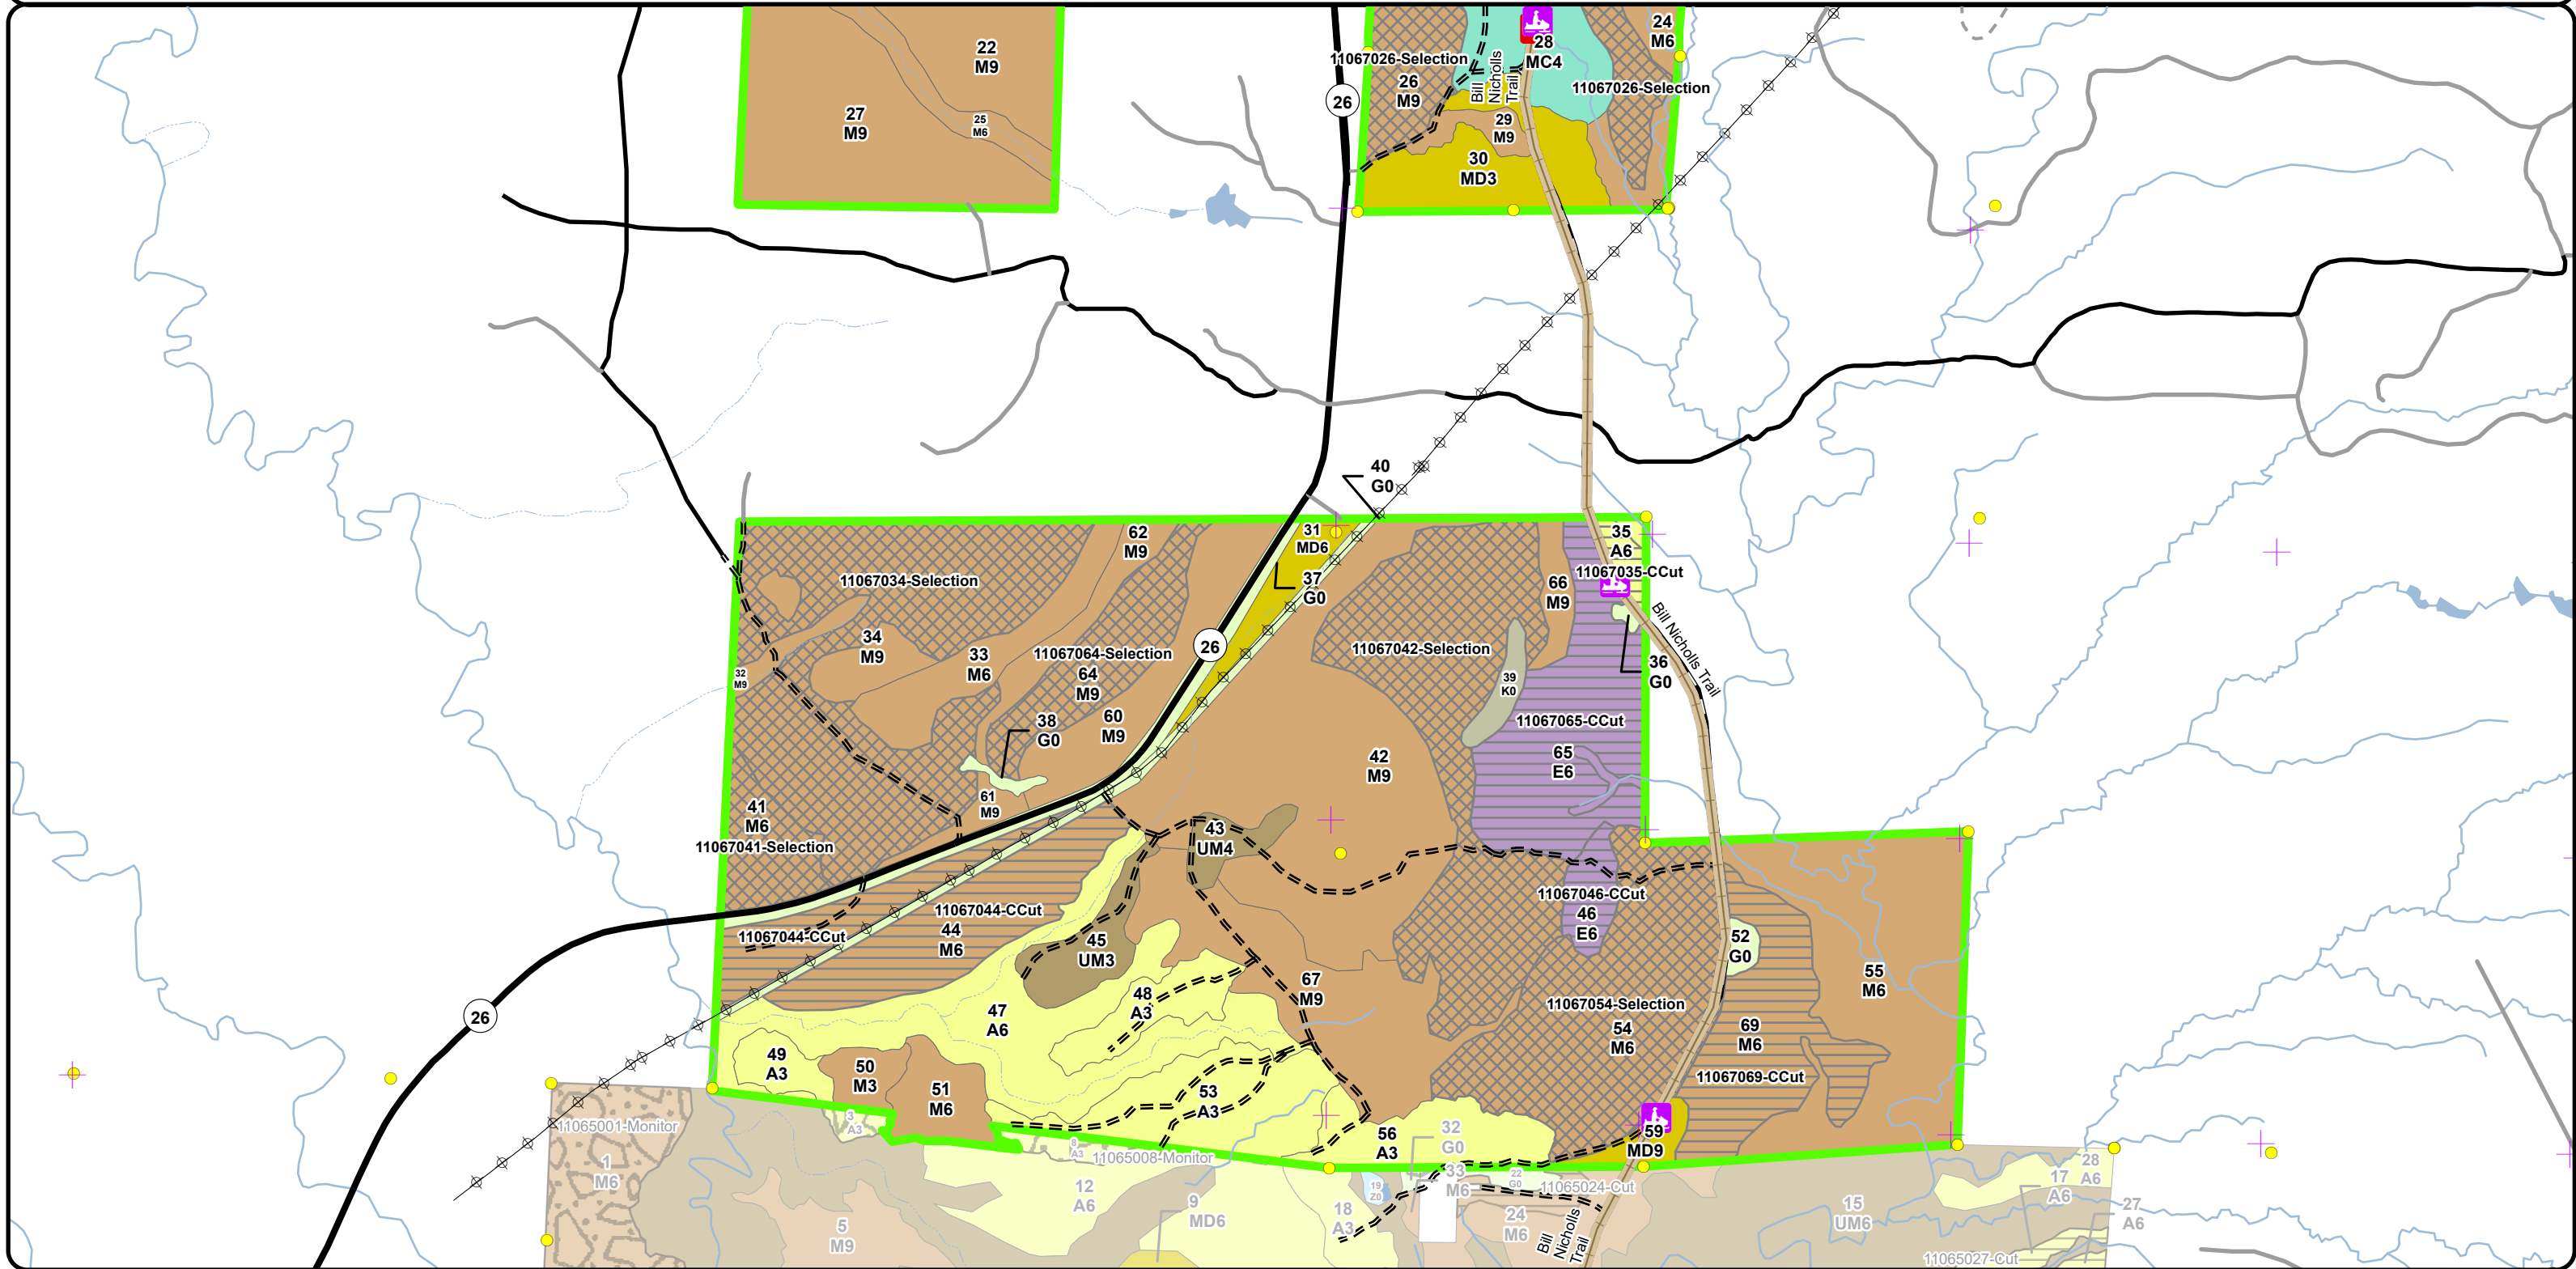 22
M9
27
M9
25
M6
26
11067026-Selection
26
M9
Bill
Nicholls
Trail
28
MC4
24
M6
11067026-Selection
29
M9
30
MD3
40
G0
31
MD6
37
G0
62
M9
11067034-Selection
34
M9
33
M6
32
M9
11067064-Selection
64
M9
26
38
G0
60
M9
61
M9
41
M6
11067041-Selection
11067042-Selection
66
M9
35
A6
11067035-CCut
Bill Nicholls Trail
36
G0
39
K0
11067065-CCut
65
E6
42
M9
43
UM4
11067044-CCut
11067044-CCut
44
M6
45
UM3
11067046-CCut
46
E6
52
G0
55
M6
67
M9
48
A3
47
A6
11067054-Selection
54
M6
69
M6
11067069-CCut
26
49
A3
50
M3
51
M6
53
A3
56
A3
59
MD9
11065001-Monitor
1
M6
3
A3
8
A3
11065008-Monitor
32
G0
33
M6
22
G0
11065024-Cut
19
Z0
12
A6
9
MD6
18
A3
24
M6
5
M9
Bill
Nicholls
Trail
15
UM6
17
A6
28
A6
27
A6
11065027-Cut